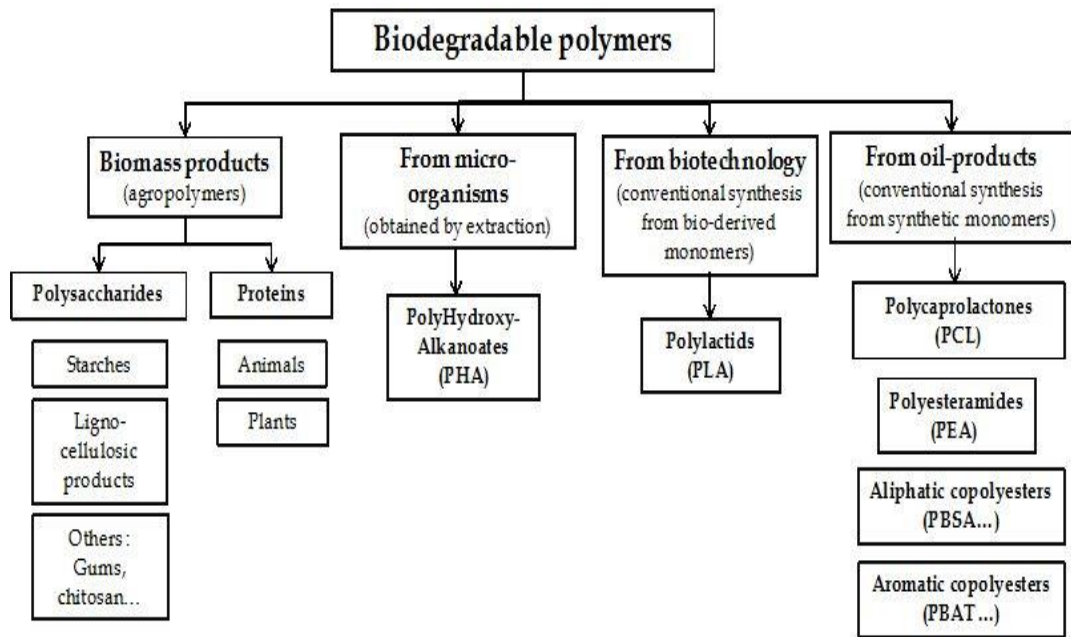 Biodegradable polymers
Biomass products
(agropolymers)
From micro-
organisms
(obtained by extraction)
From biotechnology
(conventional synthesis
from bio-derived
monomers)
From oil-products
(conventional synthesis
from synthetic monomers)
Polysaccharides
Proteins
PolyHydroxy-
Alkanoates
(PHA)
Polylactids
(PLA)
Polycaprolactones
(PCL)
Starches
Animals
Ligno-
cellulosic
products
Plants
Polyesteramides
(PEA)
Others :
Gums,
chitosan...
Aliphatic copolyesters
(PBSA...)
Aromatic copolyesters
(PBAT...)